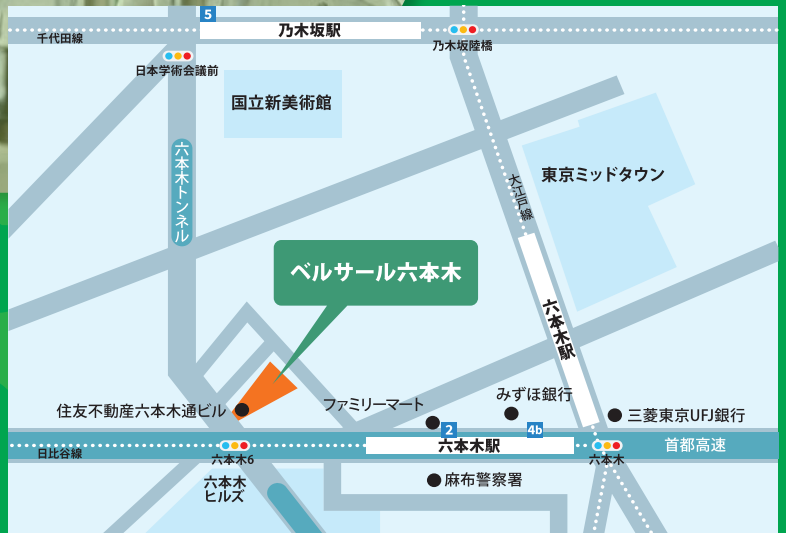 5
乃木坂駅
千代田線
乃木坂陸橋
日本学術会議前
国立新美術館
六本木トンネル
東京ミッドタウン
大江戸線
ベルサール六本木
六本木駅
みずほ銀行
ファミリーマート
住友不動産六本木通ビル
三菱東京UFJ銀行
2
4b
日比谷線
六本木6
六本木駅
六本木
首都高速
六本木
ヒルズ
麻布警察署